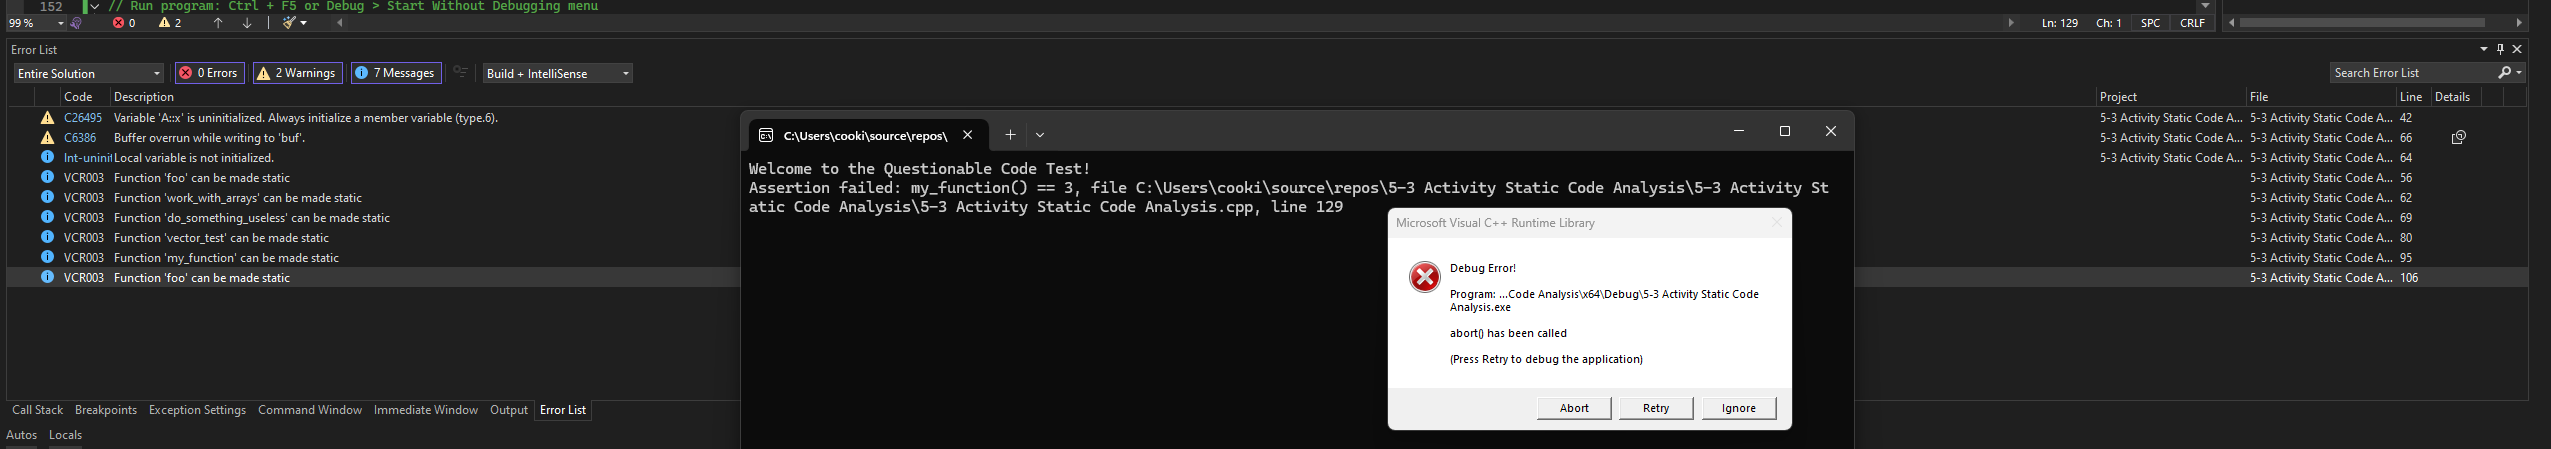 152 // Run program: Ctrl + F5 or Debug > Start Without Debugging menu
99 % 0 2 Ln: 129 Ch: 1 SPC CRLF
Error List
Entire Solution 0 Errors 2 Warnings 7 Messages Build + IntelliSense Search Error List
Code Description Project File Line Details
C26495 Variable 'A::x' is uninitialized. Always initialize a member variable (type.6). 5-3 Activity Static Code A... 5-3 Activity Static Code A... 42
C6386 Buffer overrun while writing to 'buf'. 5-3 Activity Static Code A... 5-3 Activity Static Code A... 66
Int-uninit Local variable is not initialized. 5-3 Activity Static Code A... 5-3 Activity Static Code A... 64
VCR003 Function 'foo' can be made static 5-3 Activity Static Code A... 56
VCR003 Function 'work_with_arrays' can be made static 5-3 Activity Static Code A... 62
VCR003 Function 'do_something_useless' can be made static 5-3 Activity Static Code A... 69
VCR003 Function 'vector_test' can be made static 5-3 Activity Static Code A... 80
VCR003 Function 'my_function' can be made static 5-3 Activity Static Code A... 95
VCR003 Function 'foo' can be made static 5-3 Activity Static Code A... 106
C:\Users\cooki\source\repos\
Welcome to the Questionable Code Test!
Assertion failed: my_function() == 3, file C:\Users\cooki\source\repos\5-3 Activity Static Code Analysis\5-3 Activity St
atic Code Analysis\5-3 Activity Static Code Analysis.cpp, line 129
Microsoft Visual C++ Runtime Library
Debug Error!
Program: ...Code Analysis\x64\Debug\5-3 Activity Static Code
Analysis.exe
abort() has been called
(Press Retry to debug the application)
Abort Retry Ignore
Call Stack Breakpoints Exception Settings Command Window Immediate Window Output Error List
Autos Locals